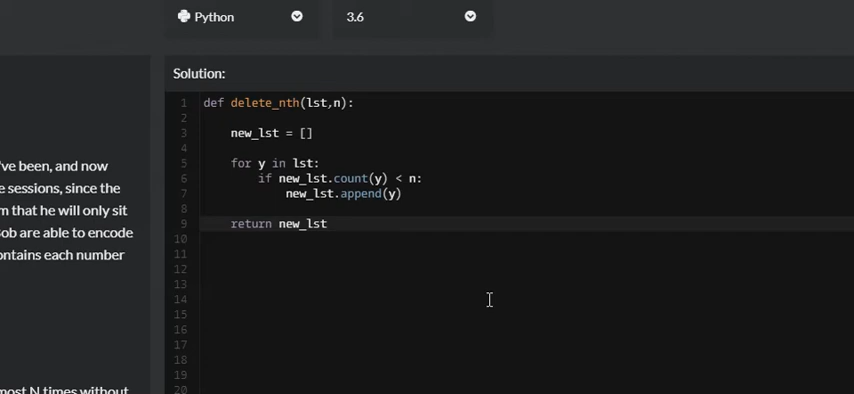 Python
3.6
Solution:
1 def delete_nth(lst,n):
2
3 new_lst = []
4
've been, and now
5 for y in lst:
6 if new_lst.count(y) < n:
e sessions, since the
7 new_lst.append(y)
8
m that he will only sit
9 return new_lst
Bob are able to encode
10
11
ontains each number
12
13
14
15
16
17
18
19
20
most N times without